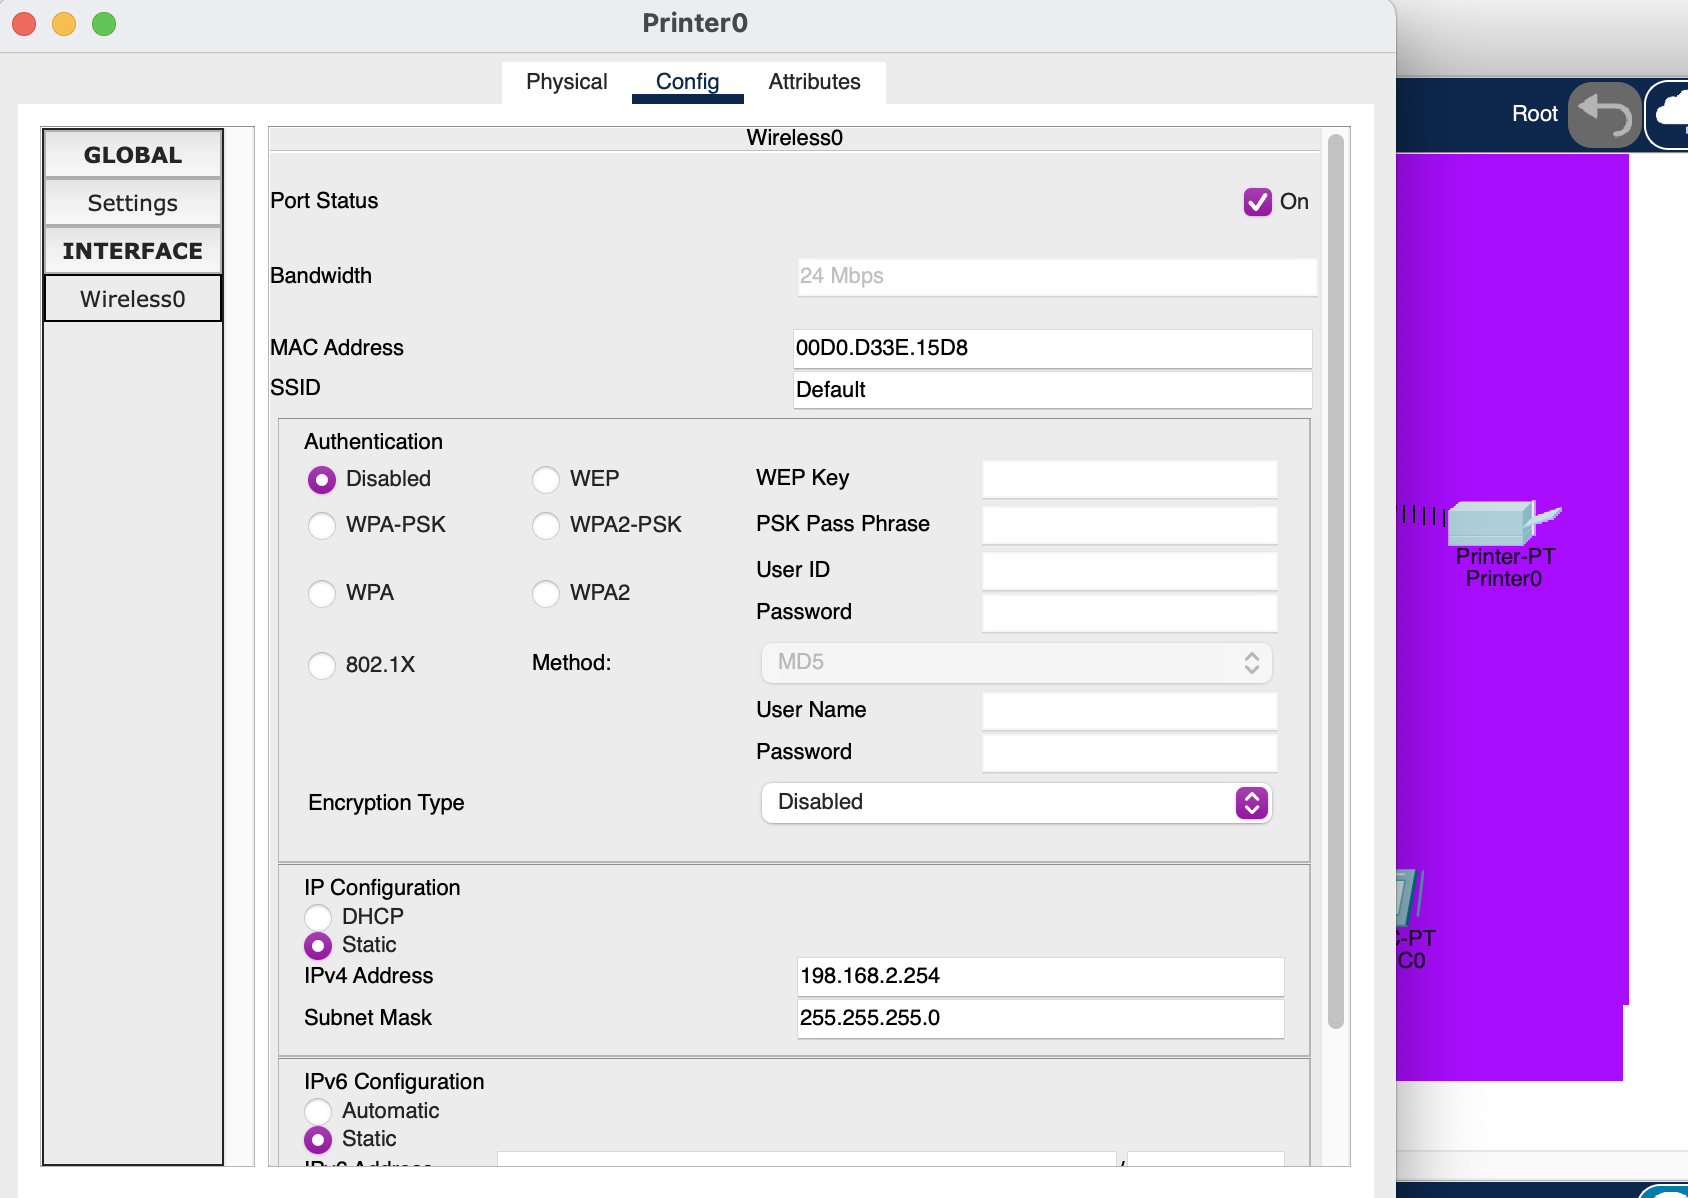 Printer0
Physical
Config
Attributes
Root
GLOBAL
Settings
INTERFACE
Wireless0
Wireless0
Port Status
On
Bandwidth
24 Mbps
MAC Address
00D0.D33E.15D8
SSID
Default
Authentication
Disabled
WEP
WEP Key
WPA-PSK
WPA2-PSK
PSK Pass Phrase
User ID
WPA
WPA2
Password
802.1X
Method:
MD5
User Name
Password
Encryption Type
Disabled
IP Configuration
DHCP
Static
IPv4 Address
198.168.2.254
Subnet Mask
255.255.255.0
IPv6 Configuration
Automatic
Static
IPv6 Address
/
Printer-PT
Printer0
C-PT
C0